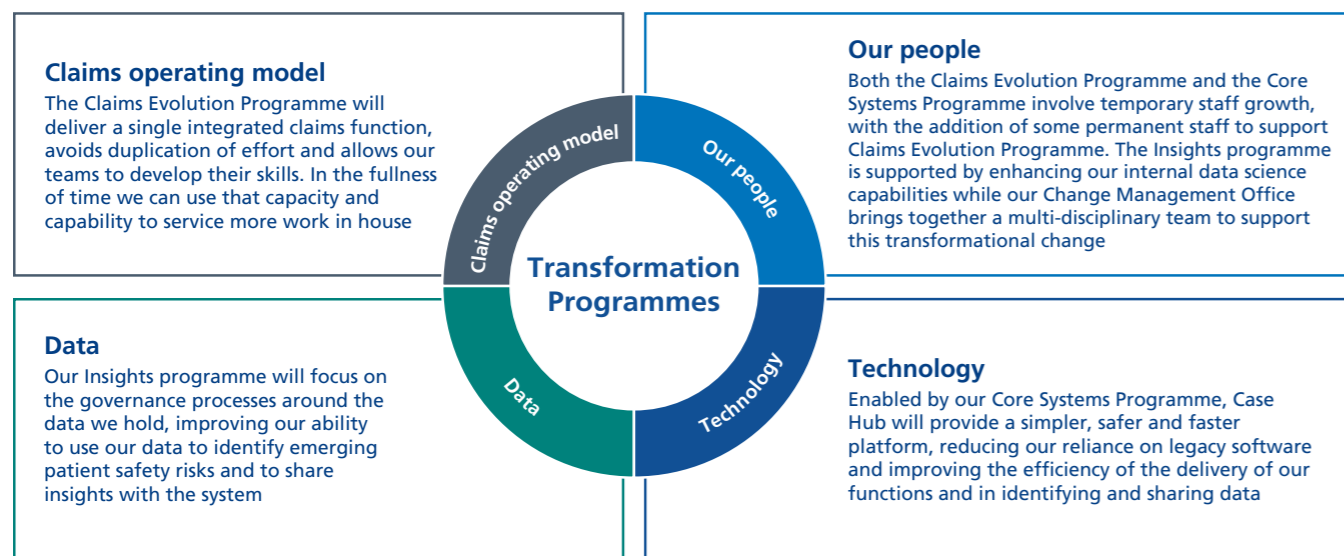 Claims operating model
The Claims Evolution Programme will
deliver a single integrated claims function,
avoids duplication of effort and allows our
teams to develop their skills. In the fullness
of time we can use that capacity and
capability to service more work in house
Our people
Both the Claims Evolution Programme and the Core
Systems Programme involve temporary staff growth,
with the addition of some permanent staff to support
Claims Evolution Programme. The Insights programme
is supported by enhancing our internal data science
capabilities while our Change Management Office
brings together a multi-disciplinary team to support
this transformational change
Claims operating model
Our people
Transformation
Programmes
Data
Technology
Data
Our Insights programme will focus on
the governance processes around the
data we hold, improving our ability
to use our data to identify emerging
patient safety risks and to share
insights with the system
Technology
Enabled by our Core Systems Programme, Case
Hub will provide a simpler, safer and faster
platform, reducing our reliance on legacy software
and improving the efficiency of the delivery of our
functions and in identifying and sharing data